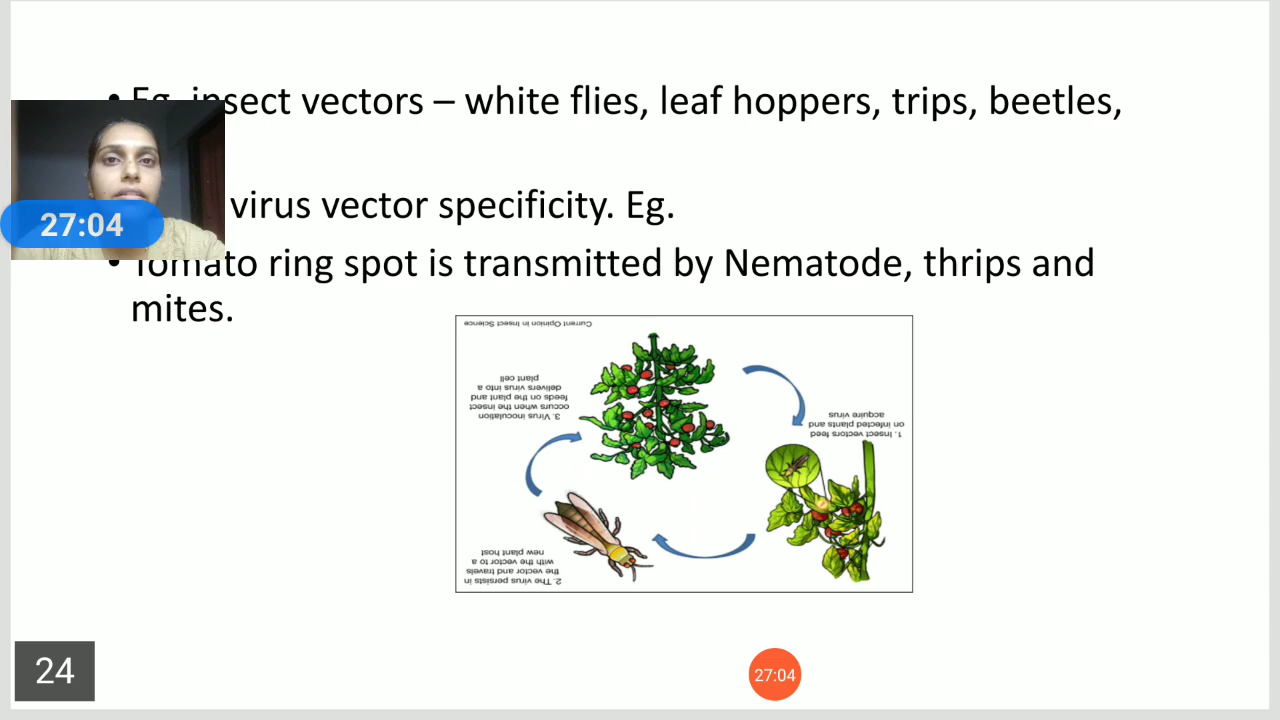 • Eg. insect vectors – white flies, leaf hoppers, trips, beetles,
virus vector specificity. Eg.
• Tomato ring spot is transmitted by Nematode, thrips and
mites.
27:04
2. The virus persists in
the vector and travels
with the vector to a
new plant host
1. Insect vectors feed
on infected plants and
acquire virus
3. Virus inoculation
occurs when the insect
feeds on the plant and
delivers virus into a
plant cell
Current Opinion in Insect Science
24
27:04